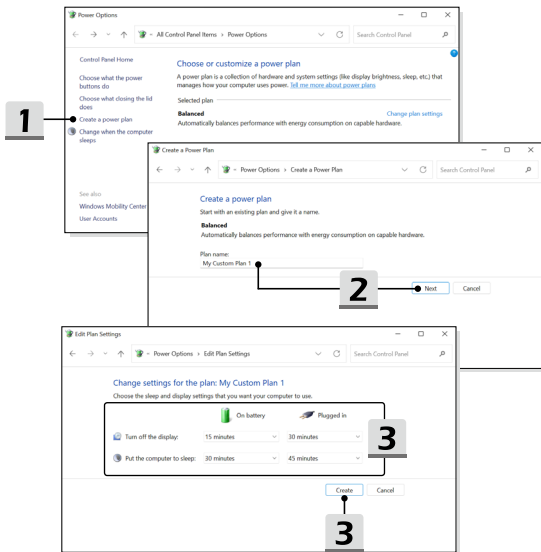 Power Options
All Control Panel Items > Power Options
Search Control Panel
Control Panel Home
Choose what the power
buttons do
Choose what closing the lid
does
Create a power plan
Change when the computer
sleeps
See also
Windows Mobility Center
User Accounts
Choose or customize a power plan
A power plan is a collection of hardware and system settings (like display brightness, sleep, etc.) that
manages how your computer uses power. Tell me more about power plans
Selected plan
Balanced
Change plan settings
Automatically balances performance with energy consumption on capable hardware.
1
Create a Power Plan
Power Options > Create a Power Plan
Search Control Panel
Create a power plan
Start with an existing plan and give it a name.
Balanced
Automatically balances performance with energy consumption on capable hardware.
Plan name:
My Custom Plan 1
2
Next
Cancel
Edit Plan Settings
Power Options > Edit Plan Settings
Search Control Panel
Change settings for the plan: My Custom Plan 1
Choose the sleep and display settings that you want your computer to use.
On battery
Plugged in
Turn off the display:
15 minutes
30 minutes
Put the computer to sleep:
30 minutes
45 minutes
3
Create
Cancel
3